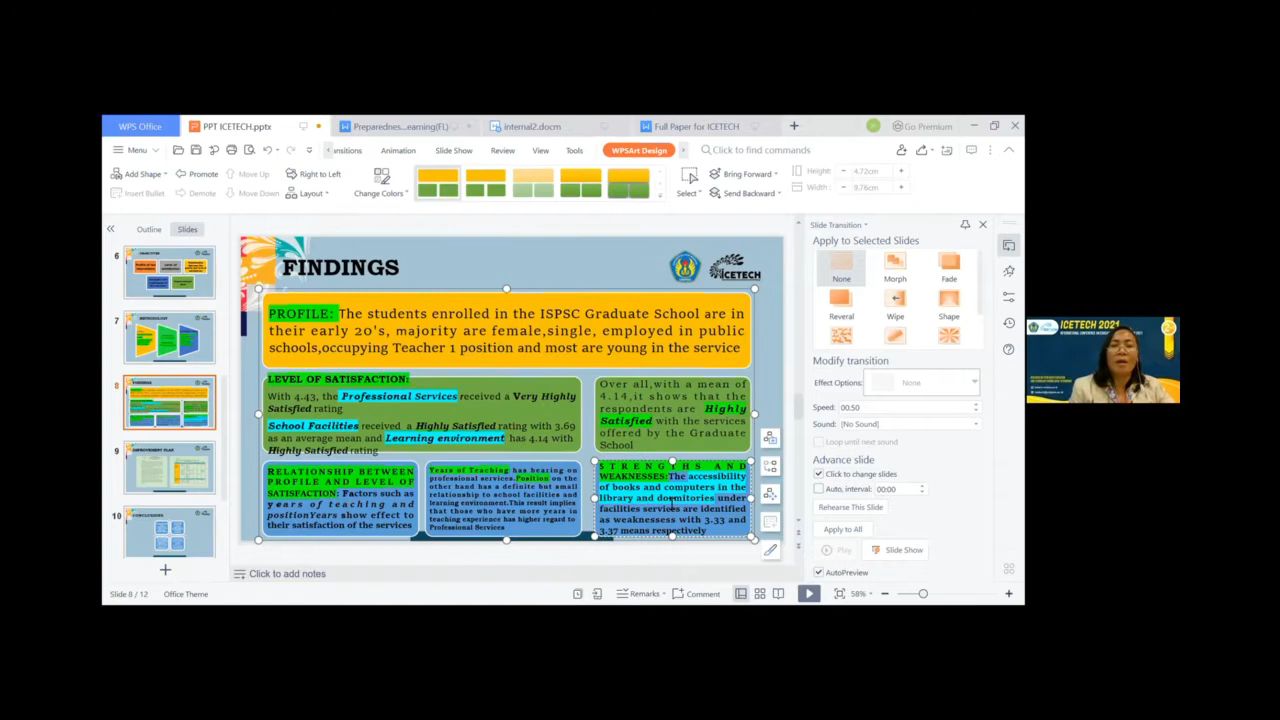 WPS Office
PPT ICETECH.pptx
Preparednes...earning(Fi.)
internal2.docm
Full Paper for ICETECH
Go Premium
Menu
nsitions
Animation
Slide Show
Review
View
Tools
WPSArt Design
Click to find commands
Add Shape
Promote
Move Up
Right to Left
Insert Bullet
Demote
Move Down
Layout
Change Colors
Select
Bring Forward
Send Backward
Height:
4.72cm
Width :
9.76cm
Outline
Slides
6
7
8
9
10
FINDINGS
ICETECH
PROFILE: The students enrolled in the ISPSC Graduate School are in
their early 20's, majority are female,single, employed in public
schools,occupying Teacher 1 position and most are young in the service
LEVEL OF SATISFACTION:
With 4.43, the Professional Services received a Very Highly
Satisfied rating
School Facilities received a Highly Satisfied rating with 3.69
as an average mean and Learning environment has 4.14 with
Highly Satisfied rating
Over all,with a mean of
4.14,it shows that the
respondents are Highly
Satisfied with the services
offered by the Graduate
School
RELATIONSHIP BETWEEN
PROFILE AND LEVEL OF
SATISFACTION: Factors such as
years of teaching and
positionYears show effect to
their satisfaction of the services
Years of Teaching has bearing on
professional services.Position on the
other hand has a definite but small
relationship to school facilities and
learning environment.This result implies
that those who have more years in
teaching experience has higher regard to
Professional Services
STRENGTHS AND
WEAKNESSES:The accessibility
of books and computers in the
library and dormitories under
facilities services are identified
as weaknessess with 3.33 and
3.37 means respectively
Click to add notes
Slide 8 / 12
Office Theme
Remarks
Comment
58%
Slide Transition
Apply to Selected Slides
None
Morph
Fade
Reveral
Wipe
Shape
Modify transition
Effect Options:
None
Speed:
00.50
Sound:
[No Sound]
Loop until next sound
Advance slide
Click to change slides
Auto, interval:
00:00
Rehearse This Slide
Apply to All
Play
Slide Show
AutoPreview
ICETECH 2021